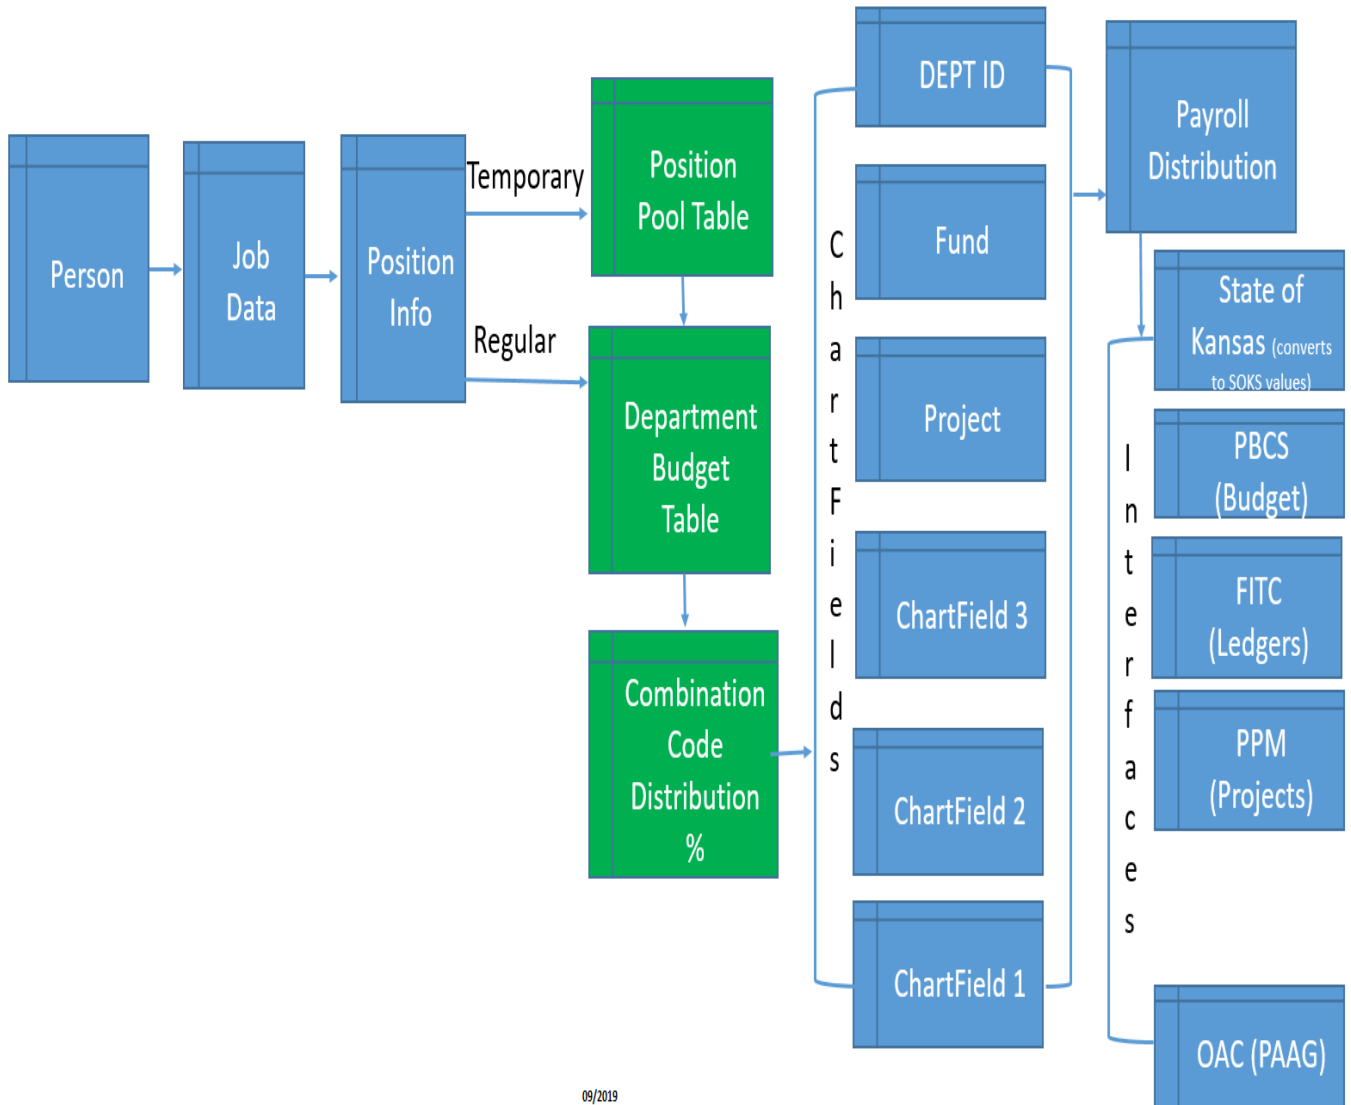 Person
Job
Data
Position
Info
Temporary
Regular
Position
Pool Table
Department
Budget
Table
Combination
Code
Distribution
%
ChartFields
DEPT ID
Fund
Project
ChartField 3
ChartField 2
ChartField 1
Payroll
Distribution
Interfaces
State of
Kansas (converts
to SOKS values)
PBCS
(Budget)
FITC
(Ledgers)
PPM
(Projects)
OAC (PAAG)
09/2019